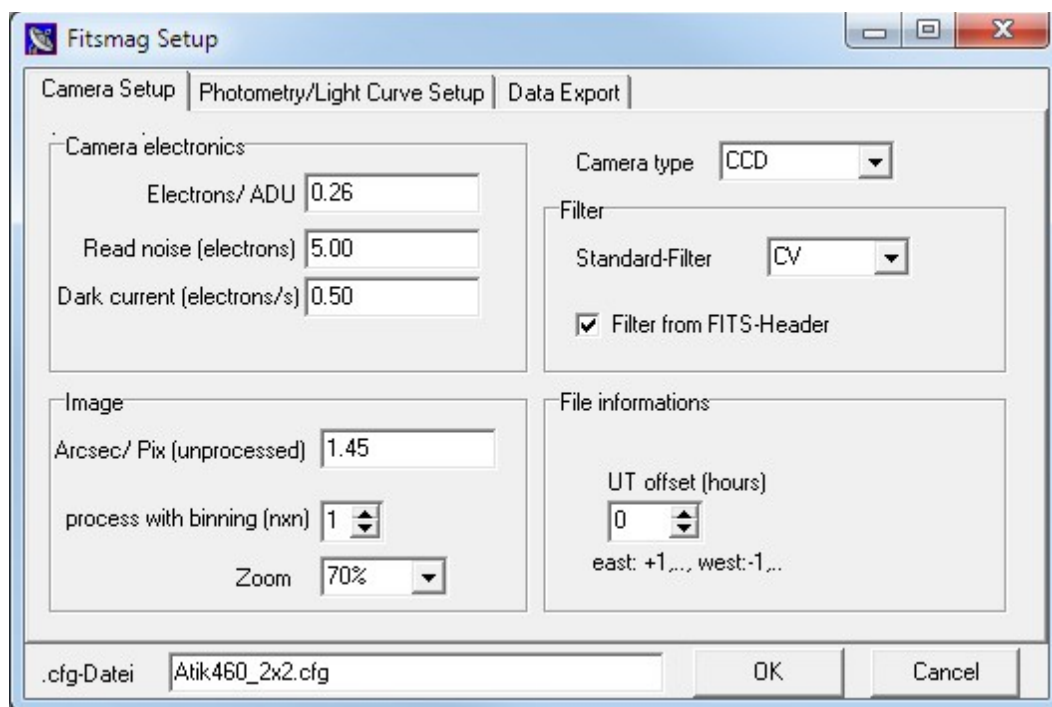 Fitsmag Setup
Camera Setup Photometry/Light Curve Setup Data Export
Camera electronics
Electrons/ ADU 0.26
Read noise (electrons) 5.00
Dark current (electrons/s) 0.50
Camera type CCD
Filter
Standard-Filter CV
Filter from FITS-Header
Image
Arcsec/ Pix (unprocessed) 1.45
process with binning (nxn) 1
Zoom 70%
File informations
UT offset (hours)
0
east: +1,.., west:-1,..
.cfg-Datei Atik460_2x2.cfg OK Cancel